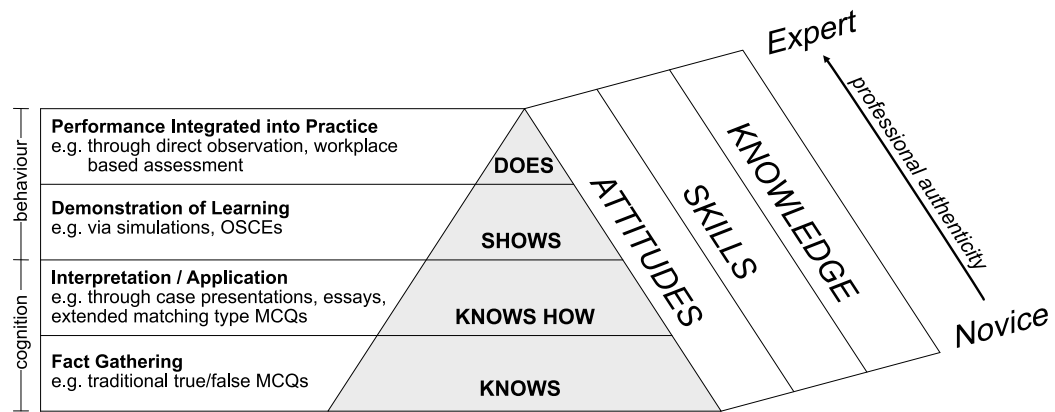 Expert
professional authenticity
Novice
KNOWLEDGE
SKILLS
ATTITUDES
behaviour
cognition
Performance Integrated into Practice
e.g. through direct observation, workplace
based assessment
DOES
Demonstration of Learning
e.g. via simulations, OSCEs
SHOWS
Interpretation / Application
e.g. through case presentations, essays,
extended matching type MCQs
KNOWS HOW
Fact Gathering
e.g. traditional true/false MCQs
KNOWS